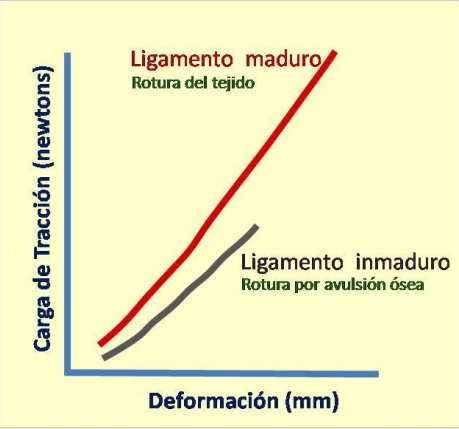 Ligamento maduro
Rotura del tejido
Carga de Tracción (newtons)
Ligamento inmaduro
Rotura por avulsión ósea
Deformación (mm)